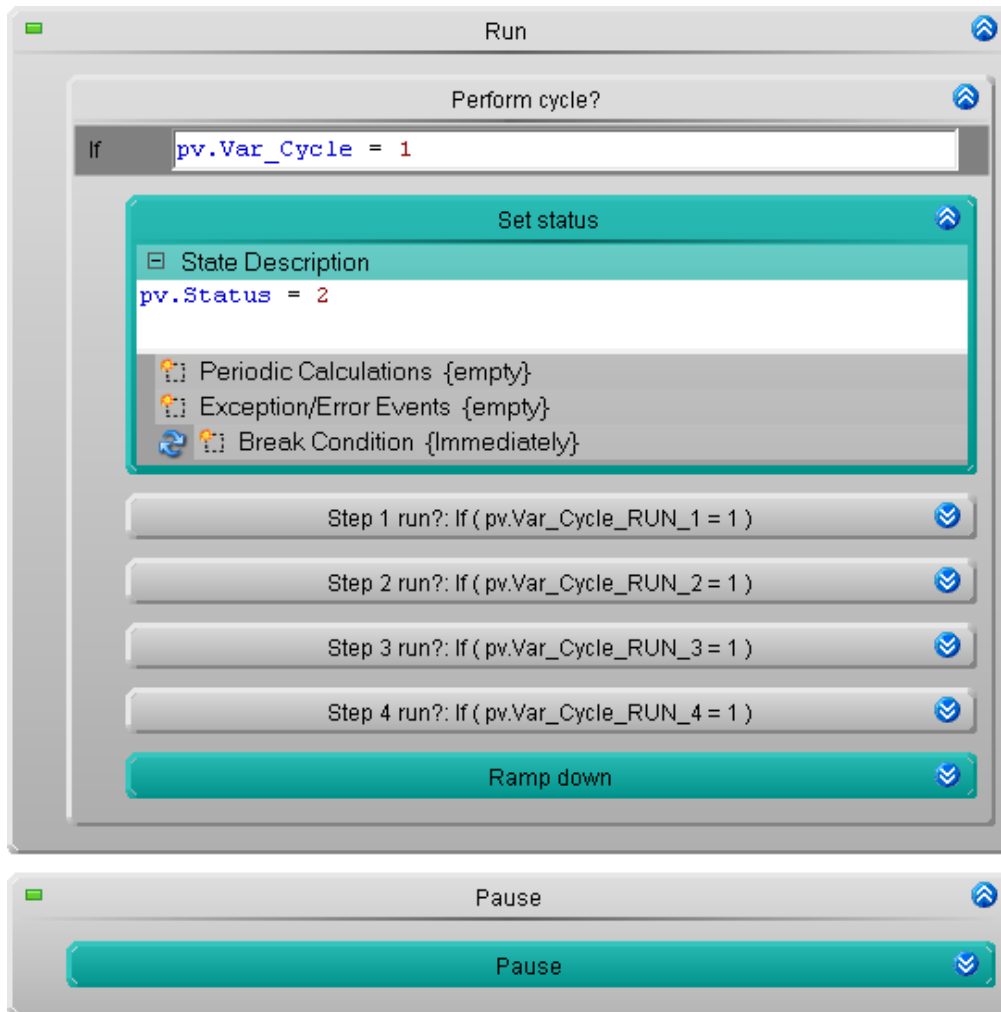 Run
Perform cycle?
If pv.Var_Cycle = 1
Set status
State Description
pv.Status = 2
Periodic Calculations {empty}
Exception/Error Events {empty}
Break Condition {Immediately}
Step 1 run?: If ( pv.Var_Cycle_RUN_1 = 1 )
Step 2 run?: If ( pv.Var_Cycle_RUN_2 = 1 )
Step 3 run?: If ( pv.Var_Cycle_RUN_3 = 1 )
Step 4 run?: If ( pv.Var_Cycle_RUN_4 = 1 )
Ramp down
Pause
Pause